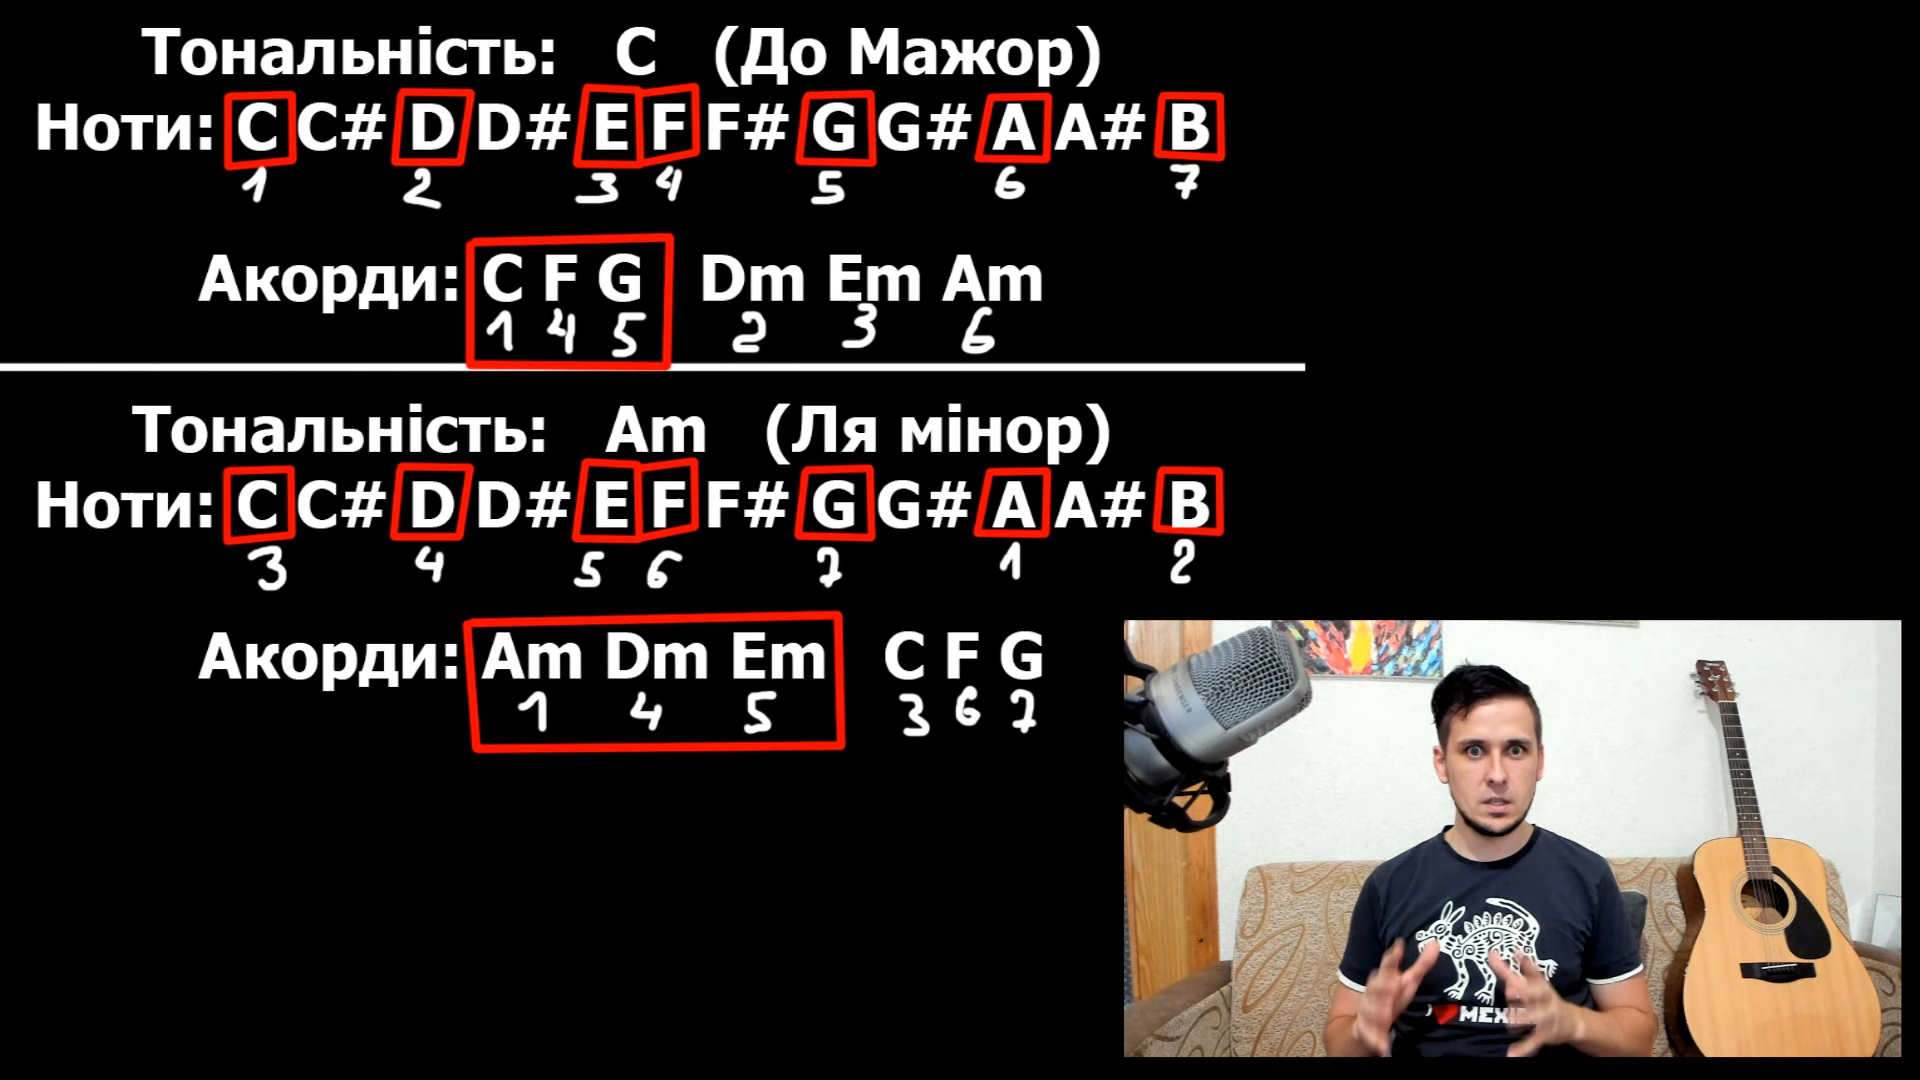 Тональність: C (До Мажор)
Ноти: C C# D D# E F F# G G# A A# B
1 2 3 4 5 6 7
Акорди: C F G Dm Em Am
1 4 5 2 3 6
Тональність: Am (Ля мінор)
Ноти: C C# D D# E F F# G G# A A# B
3 4 5 6 7 1 2
Акорди: Am Dm Em C F G
1 4 5 3 6 7